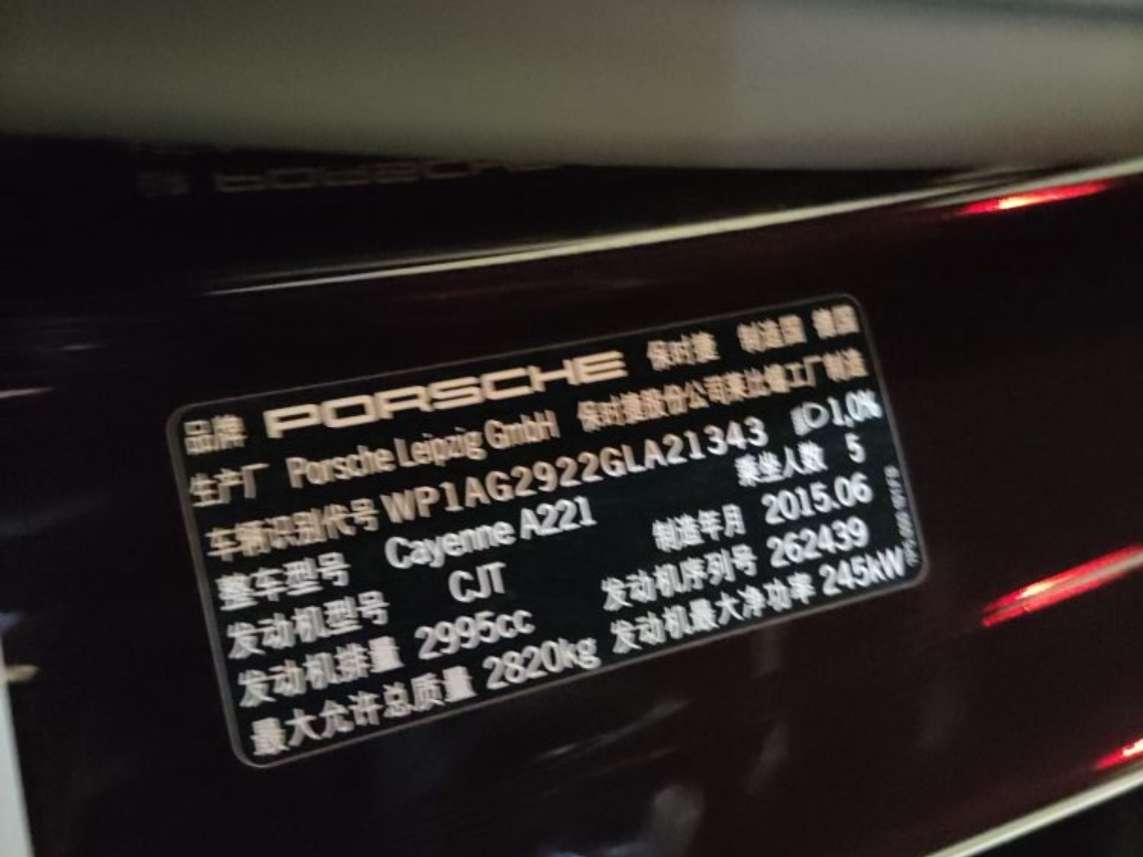 品牌 PORSCHE 保时捷 制造国 德国
生产厂 Porsche Leipzig GmbH 保时捷股份公司莱比锡工厂制造
车辆识别代号 WP1AG2922GLA21343 1,0%
整车型号 Cayenne A221 乘坐人数 5
发动机型号 CJT 制造年月 2015.06
发动机排量 2995cc 发动机序列号 262439
最大允许总质量 2820kg 发动机最大净功率 245kW